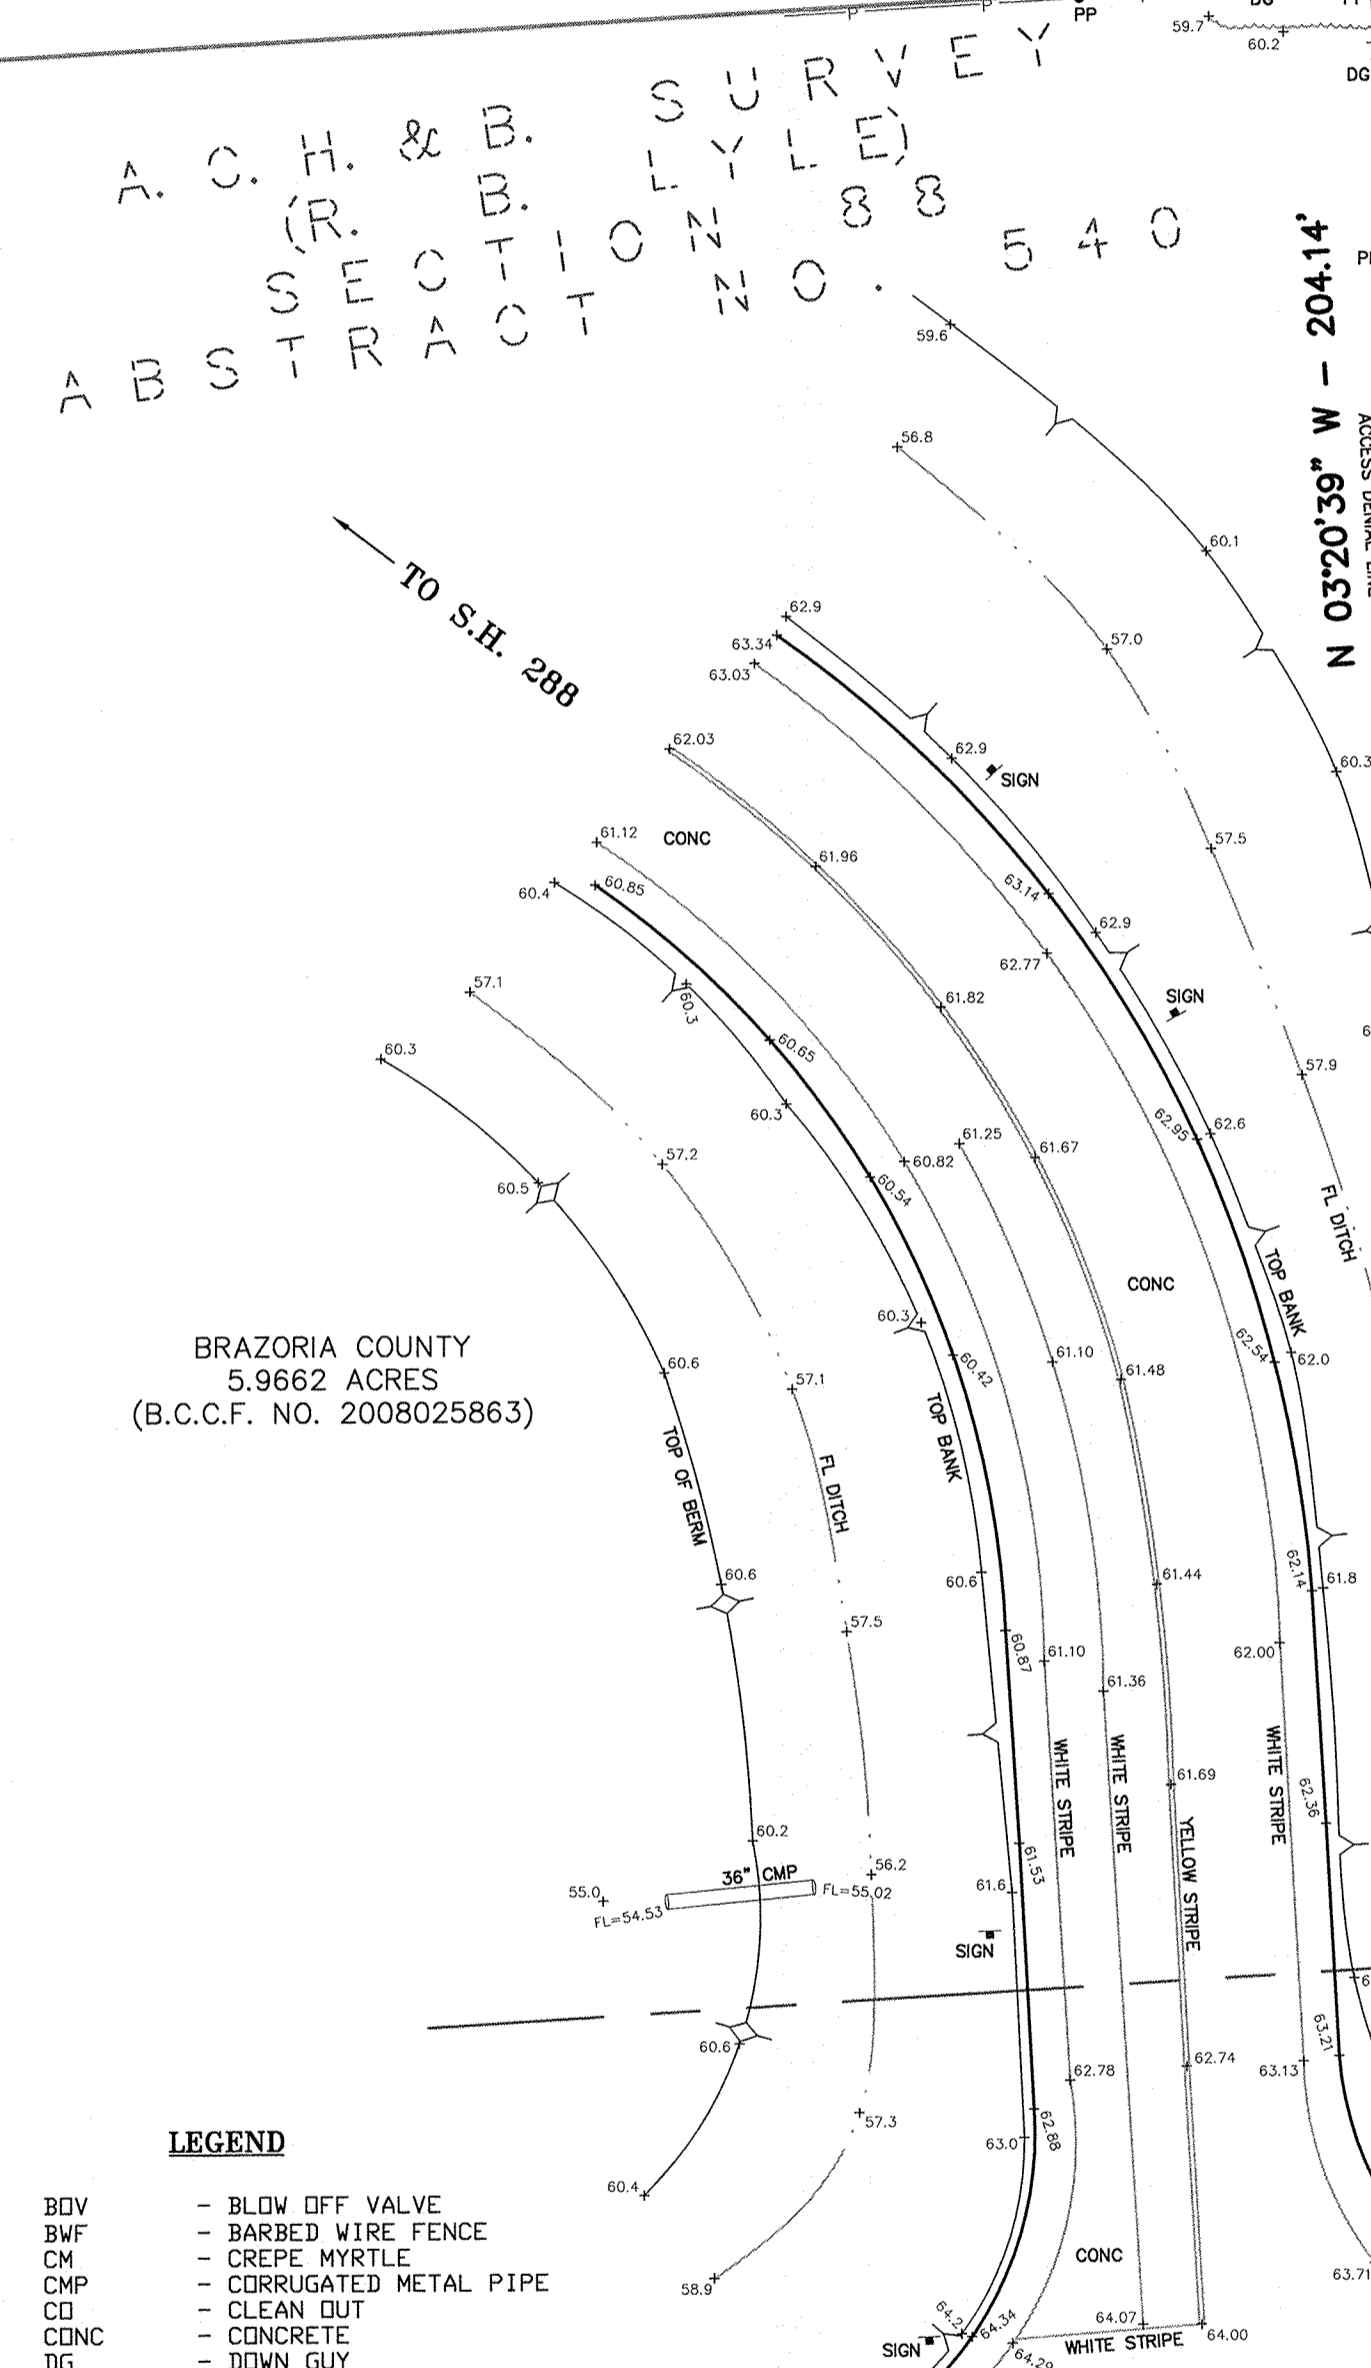 P
P
PP
59.7
60.2
DG
A. C. H. & B. SURVEY
(R. B. LYLE)
SECTION 88
ABSTRACT NO. 540
N 03°20'39" W - 204.14'
59.6
56.8
60.1
TO S.H. 288
62.9
63.34
63.03
57.0
62.03
62.9
SIGN
60.3
61.12
CONC
61.96
57.5
60.4
60.85
63.14
62.9
62.77
57.1
60.3
61.82
SIGN
60.3
60.65
57.9
60.3
62.95
62.6
61.25
61.67
57.2
60.82
60.5
60.54
FL DITCH
CONC
TOP BANK
60.3
62.54
62.0
BRAZORIA COUNTY
5.9662 ACRES
(B.C.C.F. NO. 2008025863)
60.6
57.1
60.42
61.10
61.48
TOP BANK
TOP OF BERM
FL DITCH
60.6
60.6
61.44
62.14
61.8
57.5
60.87
61.10
61.36
62.00
WHITE STRIPE
WHITE STRIPE
WHITE STRIPE
61.69
62.36
YELLOW STRIPE
60.2
36" CMP
56.2
61.53
55.0
FL=54.53
FL=55.02
61.6
SIGN
60.6
63.21
62.78
62.74
63.13
57.3
63.0
62.88
LEGEND
60.4
BOV - BLOW OFF VALVE
BWF - BARBED WIRE FENCE
CM - CREPE MYRTLE
CMP - CORRUGATED METAL PIPE
CO - CLEAN OUT
CONC - CONCRETE
DG - DOWN GUY
58.9
CONC
63.71
64.2
64.34
64.07
64.00
SIGN
64.29
WHITE STRIPE